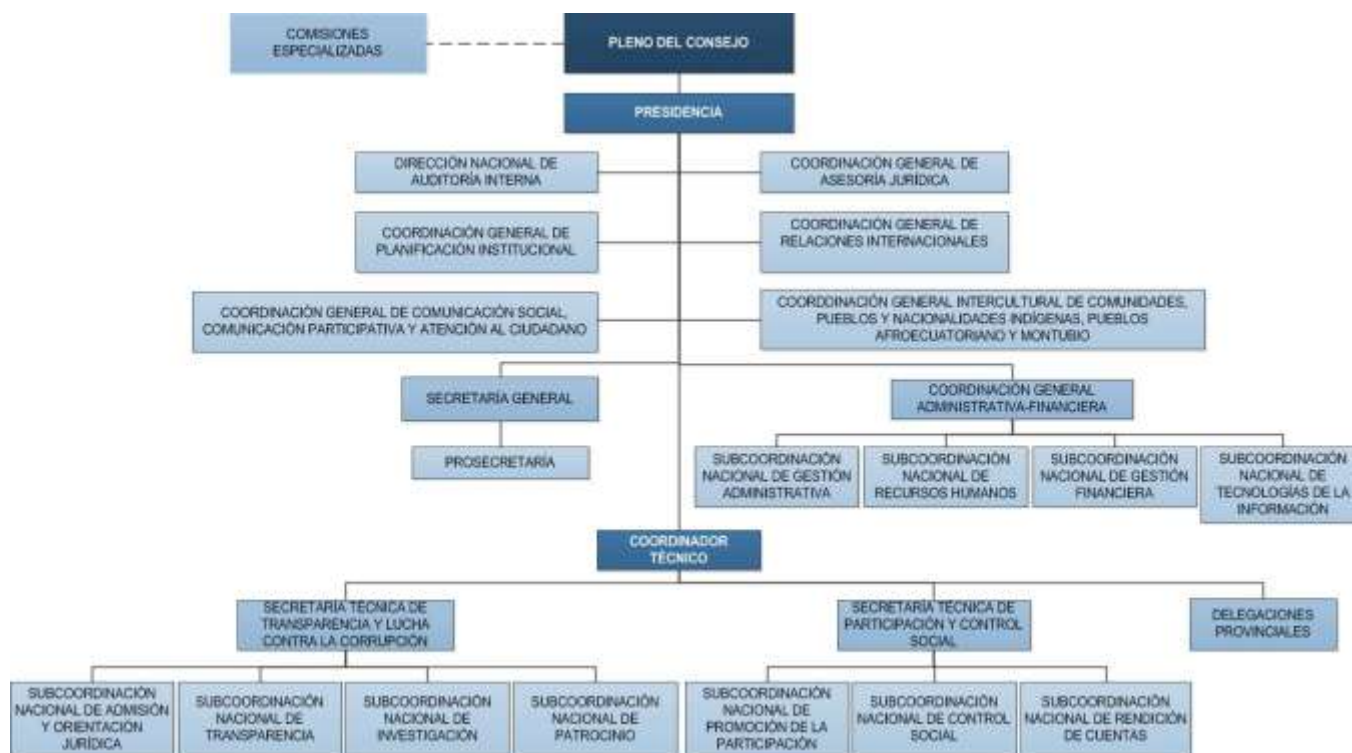 COMISIONES
ESPECIALIZADAS
PLENO DEL CONSEJO
PRESIDENCIA
DIRECCIÓN NACIONAL DE
AUDITORÍA INTERNA
COORDINACIÓN GENERAL DE
ASESORÍA JURÍDICA
COORDINACIÓN GENERAL DE
PLANIFICACIÓN INSTITUCIONAL
COORDINACIÓN GENERAL DE
RELACIONES INTERNACIONALES
COORDINACIÓN GENERAL DE COMUNICACIÓN SOCIAL,
COMUNICACIÓN PARTICIPATIVA Y ATENCIÓN AL CIUDADANO
COORDDINACIÓN GENERAL INTERCULTURAL DE COMUNIDADES,
PUEBLOS Y NACIONALIDADES INDÍGENAS, PUEBLOS
AFROECUATORIANO Y MONTUBIO
SECRETARÍA GENERAL
COORDINACIÓN GENERAL
ADMINISTRATIVA-FINANCIERA
PROSECRETARÍA
SUBCOORDINACIÓN
NACIONAL DE GESTIÓN
ADMINISTRATIVA
SUBCOORDINACIÓN
NACIONAL DE
RECURSOS HUMANOS
SUBCOORDINACIÓN
NACIONAL DE GESTIÓN
FINANCIERA
SUBCOORDINACIÓN
NACIONAL DE
TECNOLOGÍAS DE LA
INFORMACIÓN
COORDINADOR
TÉCNICO
SECRETARÍA TÉCNICA DE
TRANSPARENCIA Y LUCHA
CONTRA LA CORRUPCIÓN
SECRETARÍA TÉCNICA DE
PARTICIPACIÓN Y CONTROL
SOCIAL
DELEGACIONES
PROVINCIALES
SUBCOORDINACIÓN
NACIONAL DE ADMISIÓN
Y ORIENTACIÓN
JURÍDICA
SUBCOORDINACIÓN
NACIONAL DE
TRANSPARENCIA
SUBCOORDINACIÓN
NACIONAL DE
INVESTIGACIÓN
SUBCOORDINACIÓN
NACIONAL DE
PATROCINIO
SUBCOORDINACIÓN
NACIONAL DE
PROMOCIÓN DE LA
PARTICIPACIÓN
SUBCOORDINACIÓN
NACIONAL DE CONTROL
SOCIAL
SUBCOORDINACIÓN
NACIONAL DE RENDICIÓN
DE CUENTAS